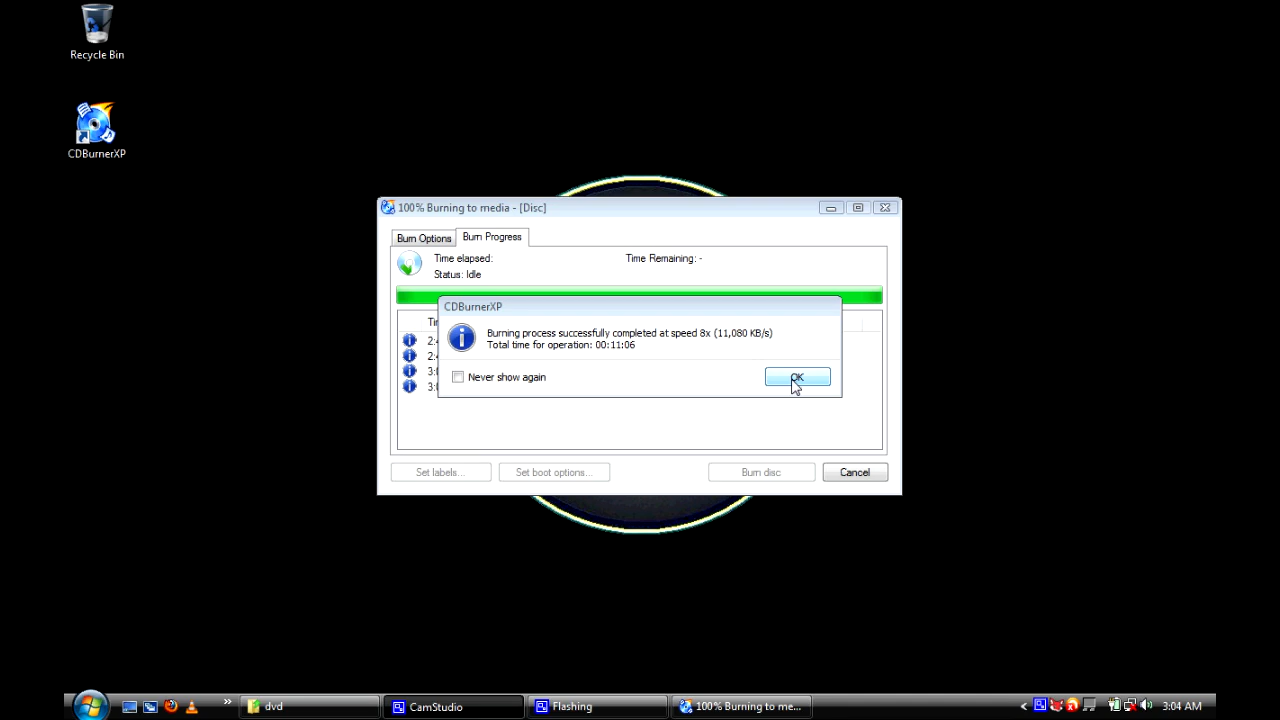 Recycle Bin
CDBurnerXP
100% Burning to media - [Disc]
Burn Options
Burn Progress
Time elapsed:
Time Remaining: -
Status: Idle
CDBurnerXP
Burning process successfully completed at speed 8x (11,080 KB/s)
Total time for operation: 00:11:06
Never show again
OK
Set labels...
Set boot options...
Burn disc
Cancel
dvd
CamStudio
Flashing
100% Burning to me...
3:04 AM